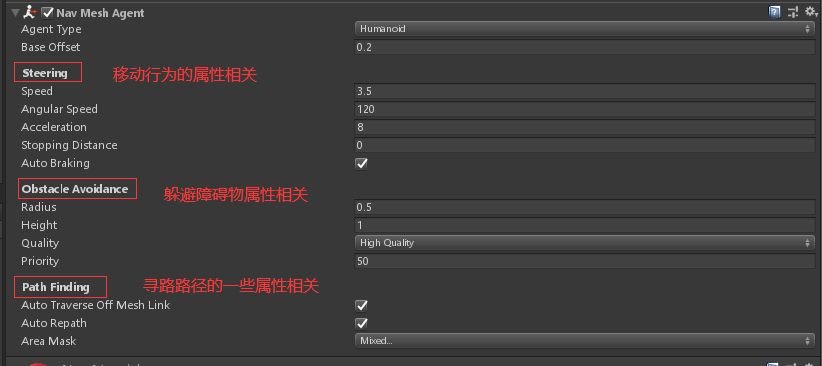 Nav Mesh Agent
Agent Type Humanoid
Base Offset 0.2
Steering 移动行为的属性相关
Speed 3.5
Angular Speed 120
Acceleration 8
Stopping Distance 0
Auto Braking
Obstacle Avoidance 躲避障碍物属性相关
Radius 0.5
Height 1
Quality High Quality
Priority 50
Path Finding 寻路路径的一些属性相关
Auto Traverse Off Mesh Link
Auto Repath
Area Mask Mixed...